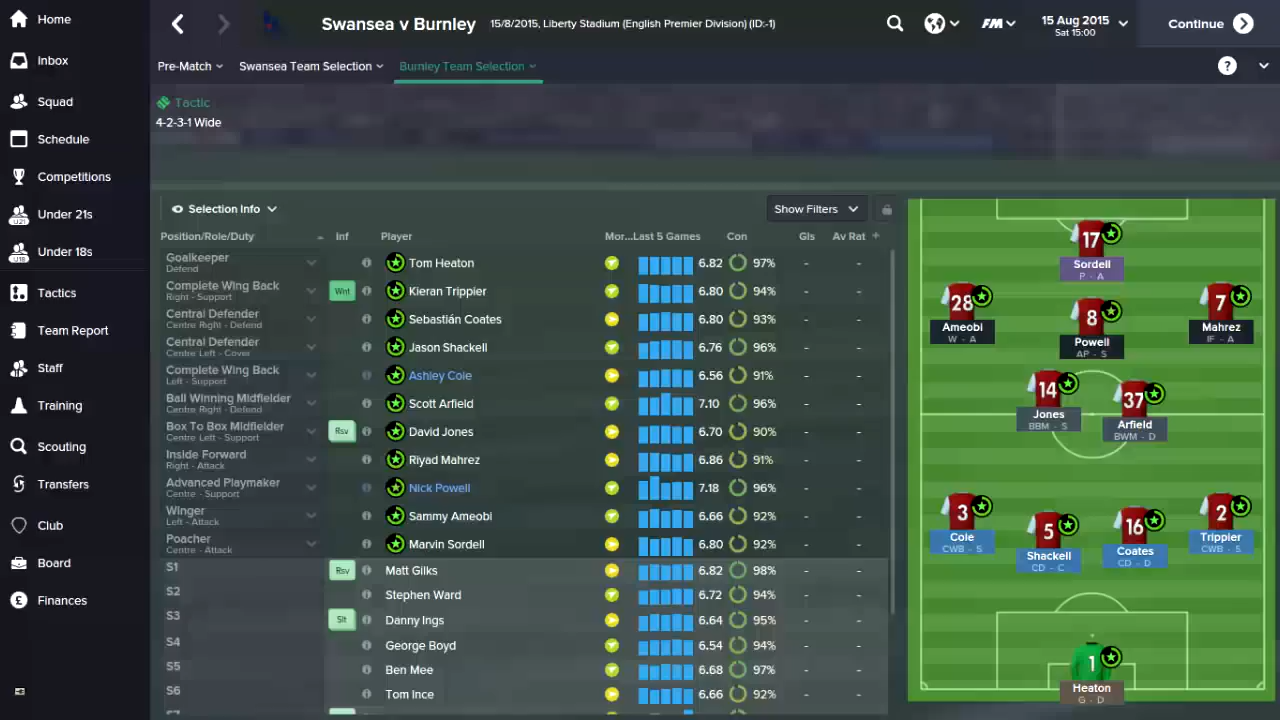 Home
Inbox
Squad
Schedule
Competitions
Under 21s
Under 18s
Tactics
Team Report
Staff
Training
Scouting
Transfers
Club
Board
Finances
Swansea v Burnley 15/8/2015, Liberty Stadium (English Premier Division) (ID:-1)
FM
15 Aug 2015
Sat 15:00
Continue
Pre-Match Swansea Team Selection Burnley Team Selection
?
Tactic
4-2-3-1 Wide
Selection Info Show Filters
Position/Role/Duty Inf Player Mor... Last 5 Games Con Gls Av Rat +
Goalkeeper
Defend
Tom Heaton 6.82 97% - -
Complete Wing Back
Right - Support
Wnt Kieran Trippier 6.80 94% - -
Central Defender
Centre Right - Defend
Sebastián Coates 6.80 93% - -
Central Defender
Centre Left - Cover
Jason Shackell 6.76 96% - -
Complete Wing Back
Left - Support
Ashley Cole 6.56 91% - -
Ball Winning Midfielder
Centre Right - Defend
Scott Arfield 7.10 96% - -
Box To Box Midfielder
Centre Left - Support
Rsv David Jones 6.70 90% - -
Inside Forward
Right - Attack
Riyad Mahrez 6.86 91% - -
Advanced Playmaker
Centre - Support
Nick Powell 7.18 96% - -
Winger
Left - Attack
Sammy Ameobi 6.66 92% - -
Poacher
Centre - Attack
Marvin Sordell 6.80 92% - -
S1 Rsv Matt Gilks 6.82 98% - -
S2 Stephen Ward 6.72 94% - -
S3 Slt Danny Ings 6.64 95% - -
S4 George Boyd 6.54 94% - -
S5 Ben Mee 6.68 97% - -
S6 Tom Ince 6.66 92% - -
17
Sordell
P - A
28
Ameobi
W - A
8
Powell
AP - S
7
Mahrez
IF - A
14
Jones
BBM - S
37
Arfield
BWM - D
3
Cole
CWB - S
5
Shackell
CD - C
16
Coates
CD - D
2
Trippier
CWB - S
1
Heaton
G - D